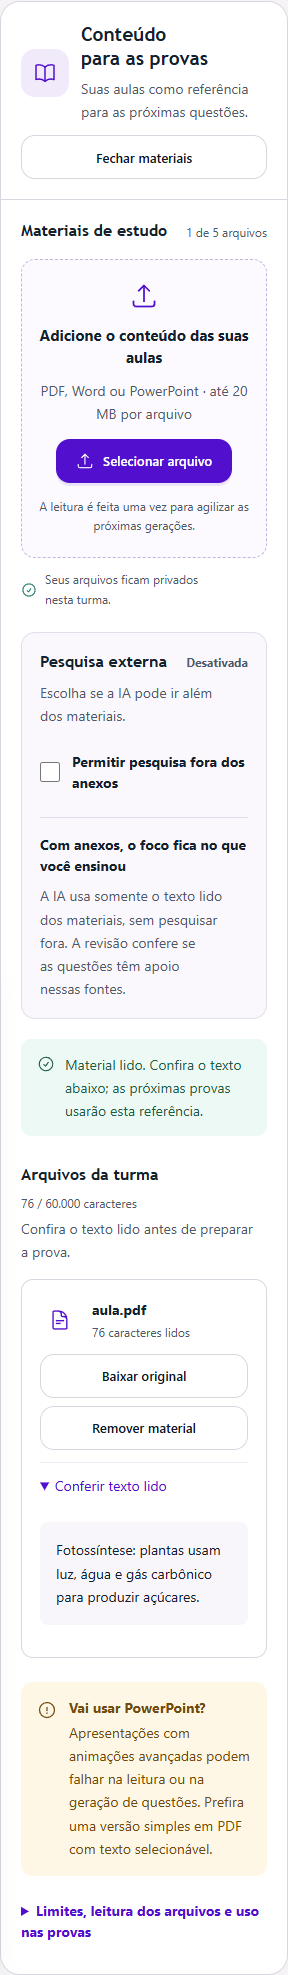 Conteúdo
para as provas
Suas aulas como referência
para as próximas questões.
Fechar materiais
Materiais de estudo
1 de 5 arquivos
Adicione o conteúdo das suas
aulas
PDF, Word ou PowerPoint · até 20
MB por arquivo
Selecionar arquivo
A leitura é feita uma vez para agilizar as
próximas gerações.
Seus arquivos ficam privados
nesta turma.
Pesquisa externa
Desativada
Escolha se a IA pode ir além
dos materiais.
Permitir pesquisa fora dos
anexos
Com anexos, o foco fica no que
você ensinou
A IA usa somente o texto lido
dos materiais, sem pesquisar
fora. A revisão confere se
as questões têm apoio
nessas fontes.
Material lido. Confira o texto
abaixo; as próximas provas
usarão esta referência.
Arquivos da turma
76 / 60.000 caracteres
Confira o texto lido antes de preparar
a prova.
aula.pdf
76 caracteres lidos
Baixar original
Remover material
▼ Conferir texto lido
Fotossíntese: plantas usam
luz, água e gás carbônico
para produzir açúcares.
Vai usar PowerPoint?
Apresentações com
animações avançadas podem
falhar na leitura ou na
geração de questões. Prefira
uma versão simples em PDF
com texto selecionável.
▶ Limites, leitura dos arquivos e uso
nas provas